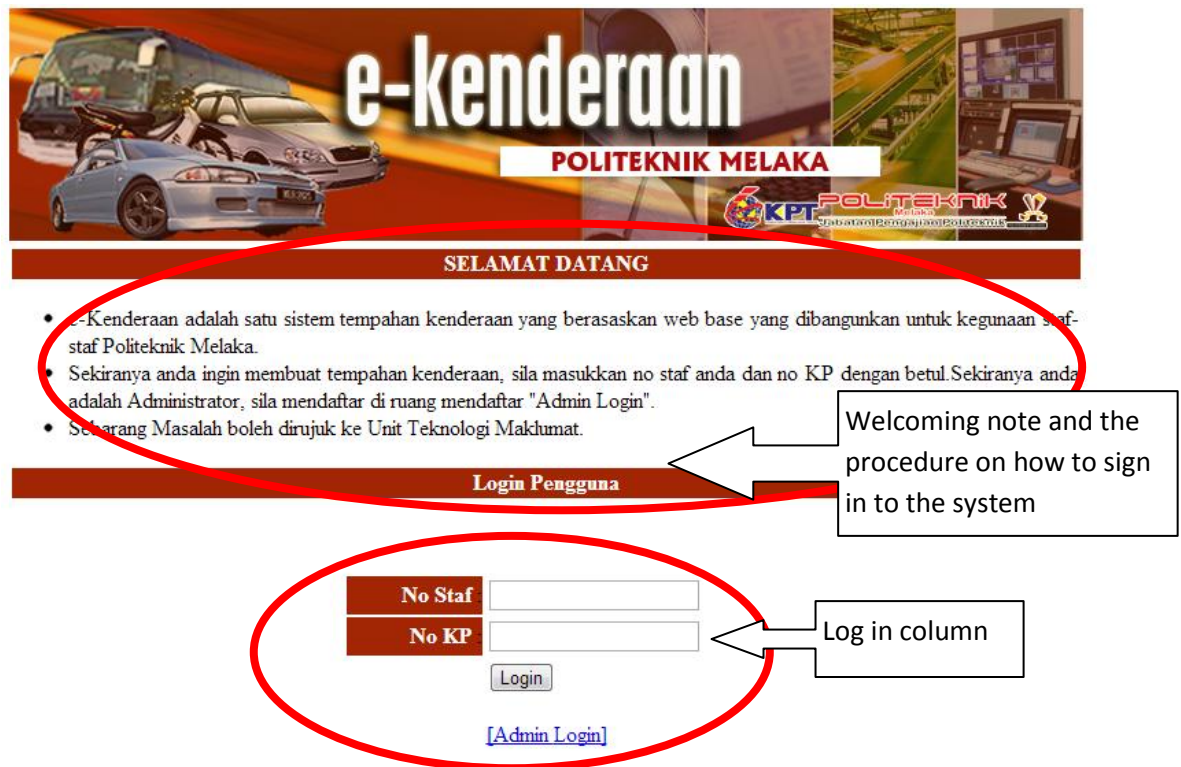 e-kenderaan
POLITEKNIK MELAKA
KPT POLITEKNIK
Melaka
Jabatan Pengajian Politeknik
SELAMAT DATANG
• e-Kenderaan adalah satu sistem tempahan kenderaan yang berasaskan web base yang dibangunkan untuk kegunaan staf-
staf Politeknik Melaka.
• Sekiranya anda ingin membuat tempahan kenderaan, sila masukkan no staf anda dan no KP dengan betul.Sekiranya anda
adalah Administrator, sila mendaftar di ruang mendaftar "Admin Login".
• Sebarang Masalah boleh dirujuk ke Unit Teknologi Maklumat.
Welcoming note and the
procedure on how to sign
in to the system
Login Pengguna
No Staf :
No KP :
Log in column
Login
[Admin Login]